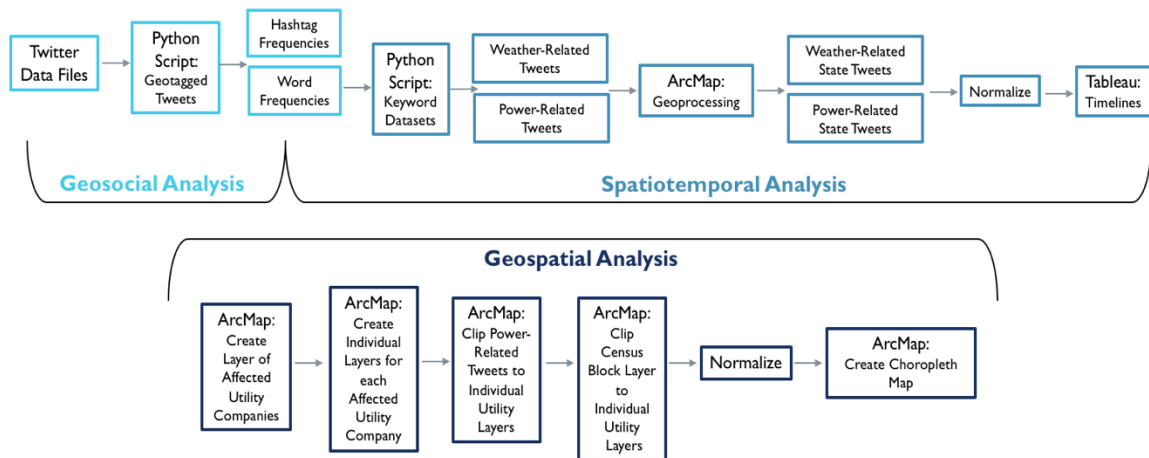 Twitter
Data Files
Python
Script:
Geotagged
Tweets
Hashtag
Frequencies
Word
Frequencies
Python
Script:
Keyword
Datasets
Weather-Related
Tweets
Power-Related
Tweets
ArcMap:
Geoprocessing
Weather-Related
State Tweets
Power-Related
State Tweets
Normalize
Tableau:
Timelines
Geosocial Analysis
Spatiotemporal Analysis
Geospatial Analysis
ArcMap:
Create
Layer of
Affected
Utility
Companies
ArcMap:
Create
Individual
Layers for
each
Affected
Utility
Company
ArcMap:
Clip Power-
Related
Tweets to
Individual
Utility
Layers
ArcMap:
Clip
Census
Block Layer
to
Individual
Utility
Layers
Normalize
ArcMap:
Create Choropleth
Map